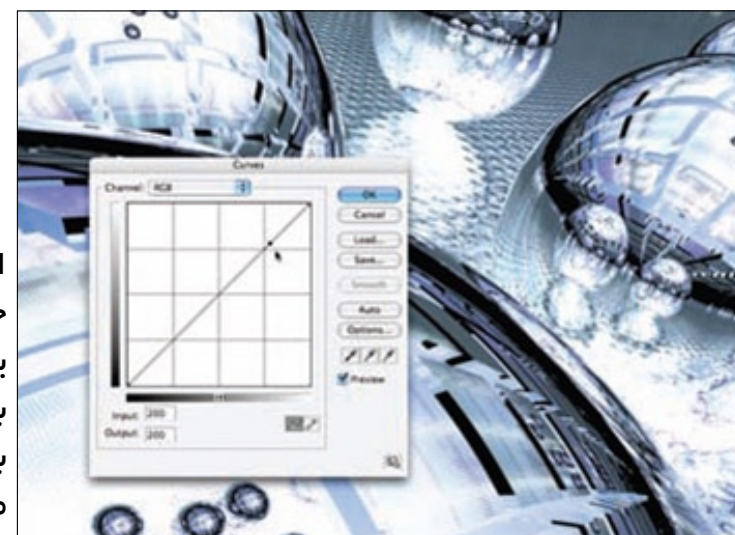 Curves
Channel: RGB
OK
Cancel
Load...
Save...
Smooth
Auto
Options...
Preview
Input: 200
Output: 200